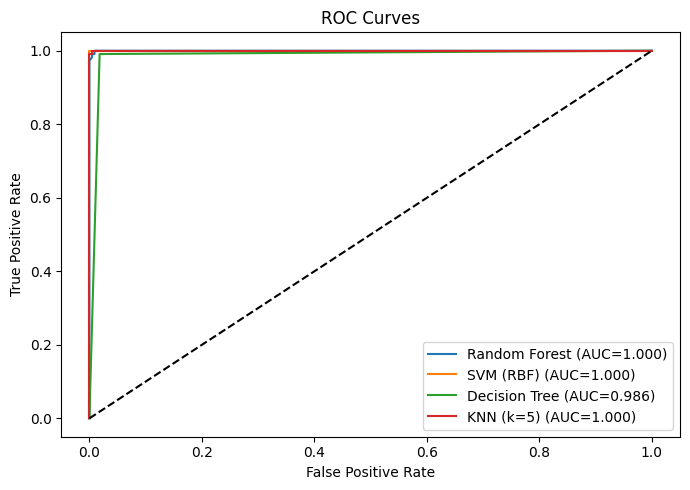 ROC Curves
True Positive Rate
1.0
0.8
0.6
0.4
0.2
0.0
Random Forest (AUC=1.000)
SVM (RBF) (AUC=1.000)
Decision Tree (AUC=0.986)
KNN (k=5) (AUC=1.000)
0.0 0.2 0.4 0.6 0.8 1.0
False Positive Rate